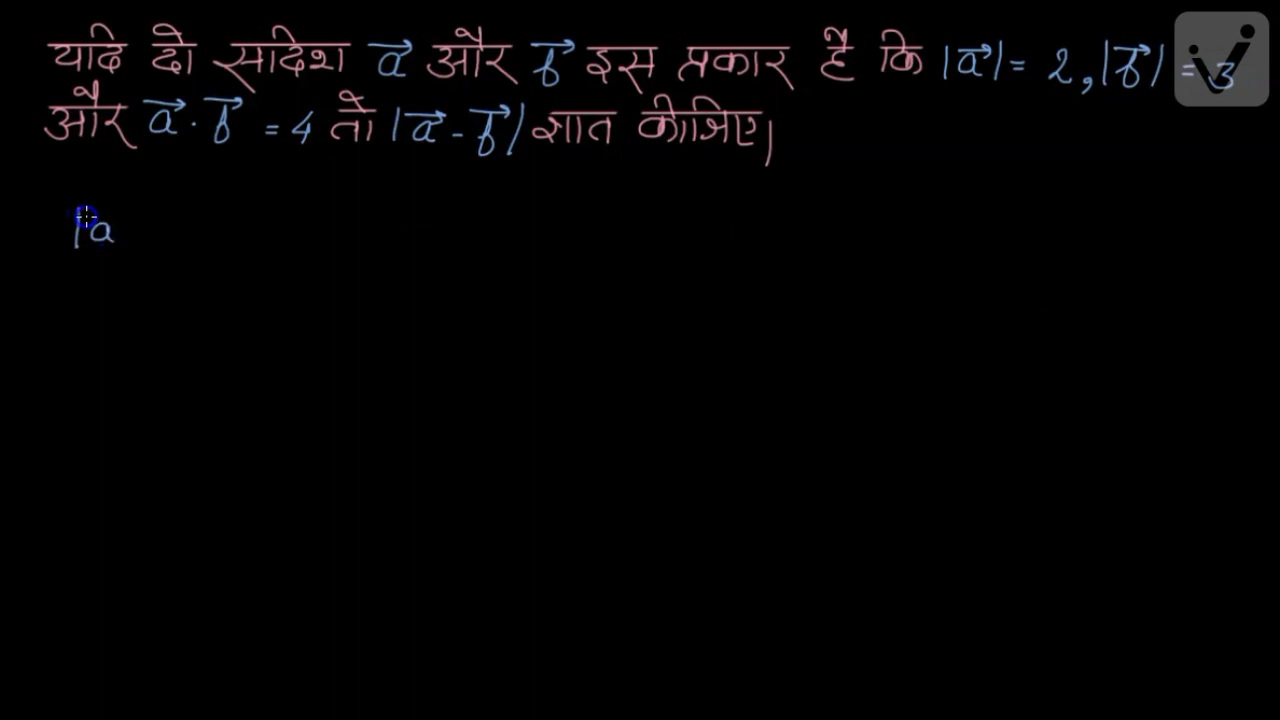 यदि दो सदिश a⃗ और b⃗ इस प्रकार है कि |a⃗| = 2, |b⃗| = 3
और a⃗ · b⃗ = 4 तो |a⃗ - b⃗| ज्ञात कीजिए।
|a